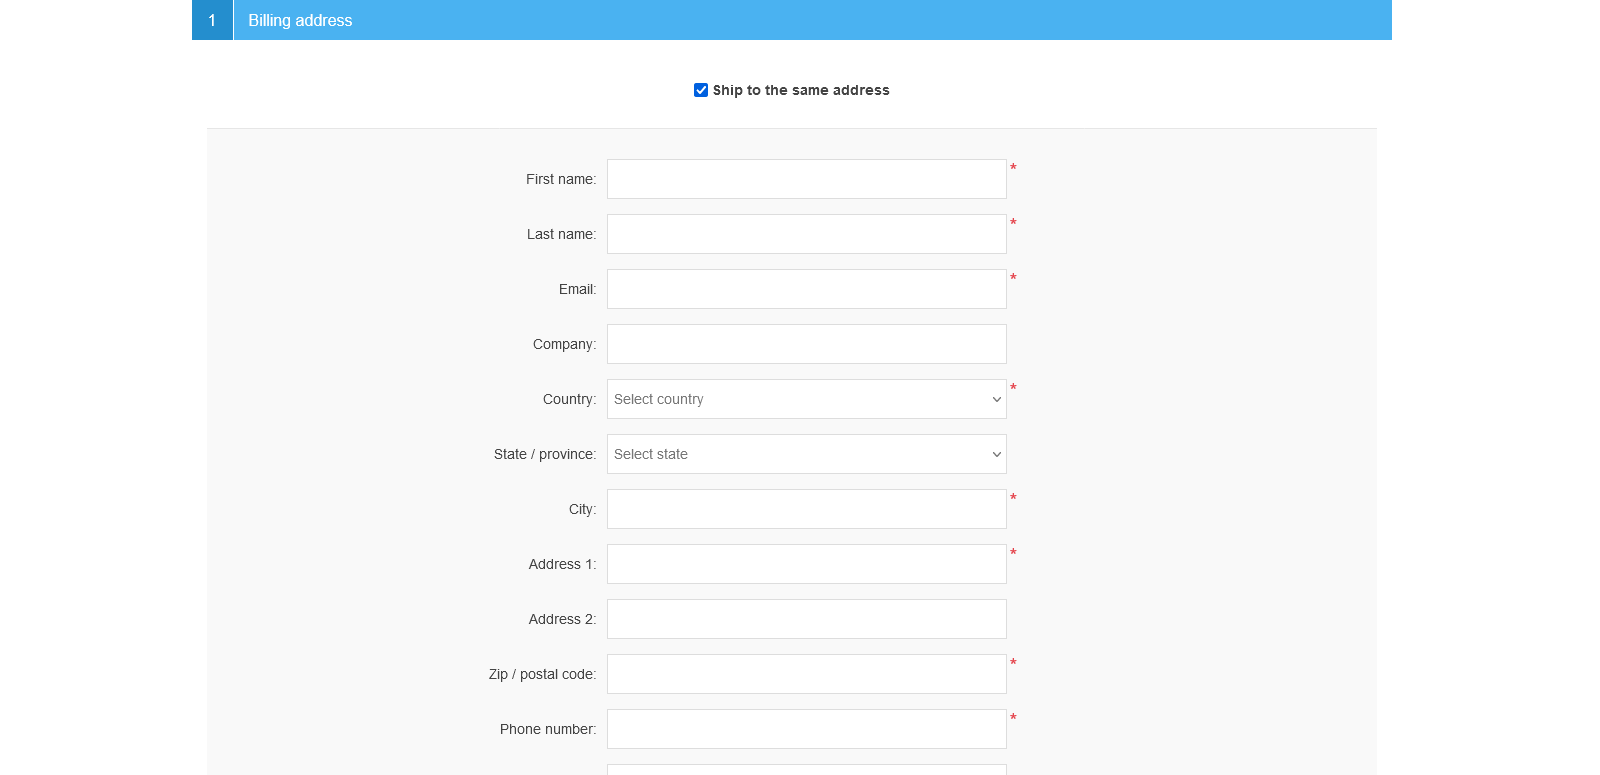 1 Billing address
Ship to the same address
First name: *
Last name: *
Email: *
Company:
Country: Select country *
State / province: Select state
City: *
Address 1: *
Address 2:
Zip / postal code: *
Phone number: *